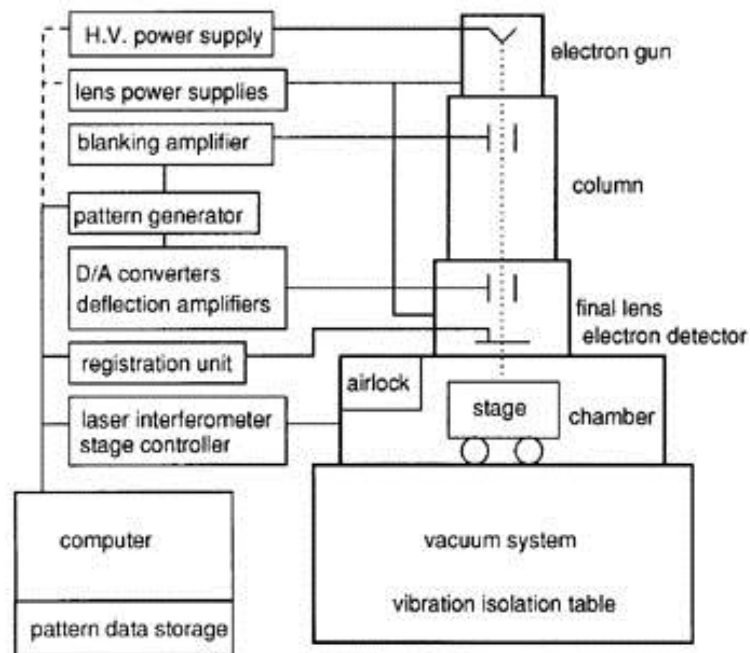 H.V. power supply
lens power supplies
blanking amplifier
pattern generator
D/A converters
deflection amplifiers
registration unit
laser interferometer
stage controller
computer
pattern data storage
electron gun
column
final lens
electron detector
airlock
stage
chamber
vacuum system
vibration isolation table